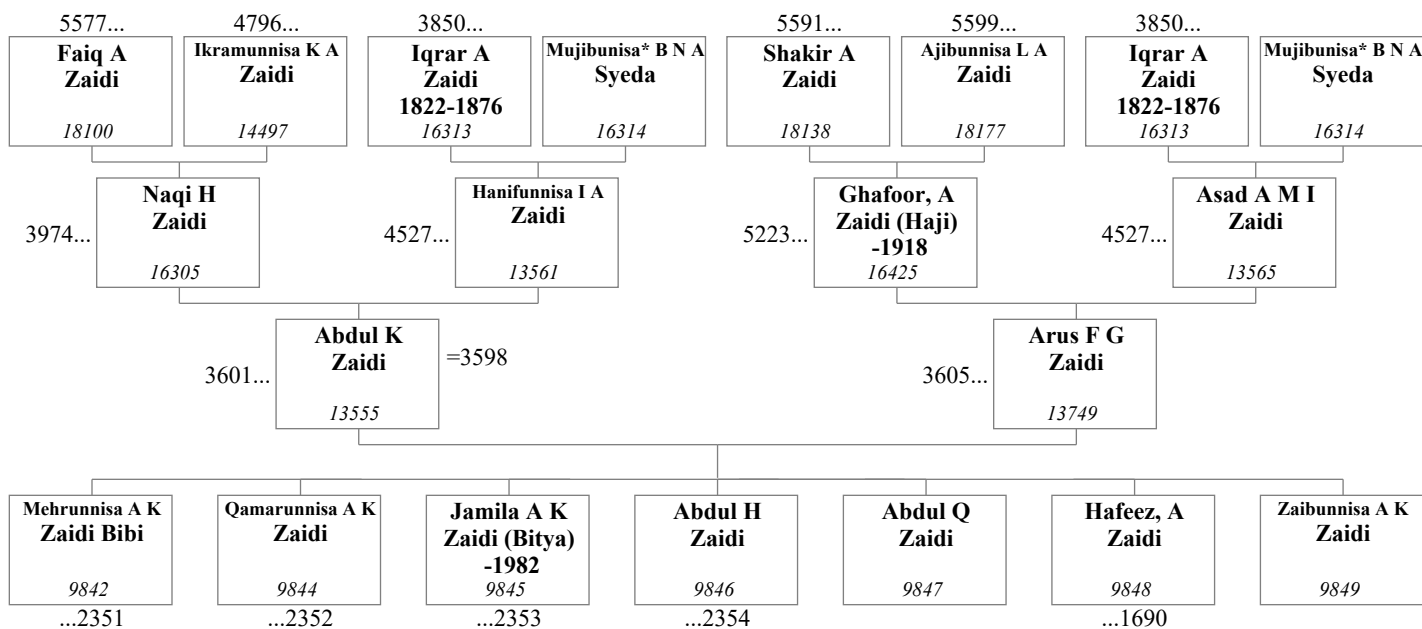 5577... 4796... 3850... 5591... 5599... 3850...
Faiq A
Zaidi
18100
Ikramunnisa K A
Zaidi
14497
Iqrar A
Zaidi
1822-1876
16313
Mujibunisa* B N A
Syeda
16314
Shakir A
Zaidi
18138
Ajibunnisa L A
Zaidi
18177
Iqrar A
Zaidi
1822-1876
16313
Mujibunisa* B N A
Syeda
16314
3974...
Naqi H
Zaidi
16305
4527...
Hanifunnisa I A
Zaidi
13561
5223...
Ghafoor, A
Zaidi (Haji)
-1918
16425
4527...
Asad A M I
Zaidi
13565
3601...
Abdul K
Zaidi
13555
=3598
3605...
Arus F G
Zaidi
13749
Mehrunnisa A K
Zaidi Bibi
9842
...2351
Qamarunnisa A K
Zaidi
9844
...2352
Jamila A K
Zaidi (Bitya)
-1982
9845
...2353
Abdul H
Zaidi
9846
...2354
Abdul Q
Zaidi
9847
Hafeez, A
Zaidi
9848
...1690
Zaibunnisa A K
Zaidi
9849